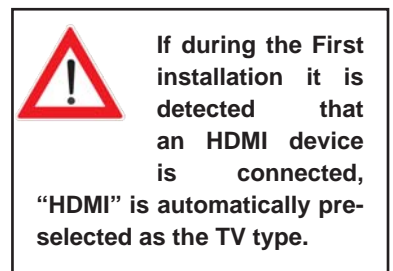 If during the First
installation it is
detected that
an HDMI device
is connected,
“HDMI” is automatically pre-
selected as the TV type.